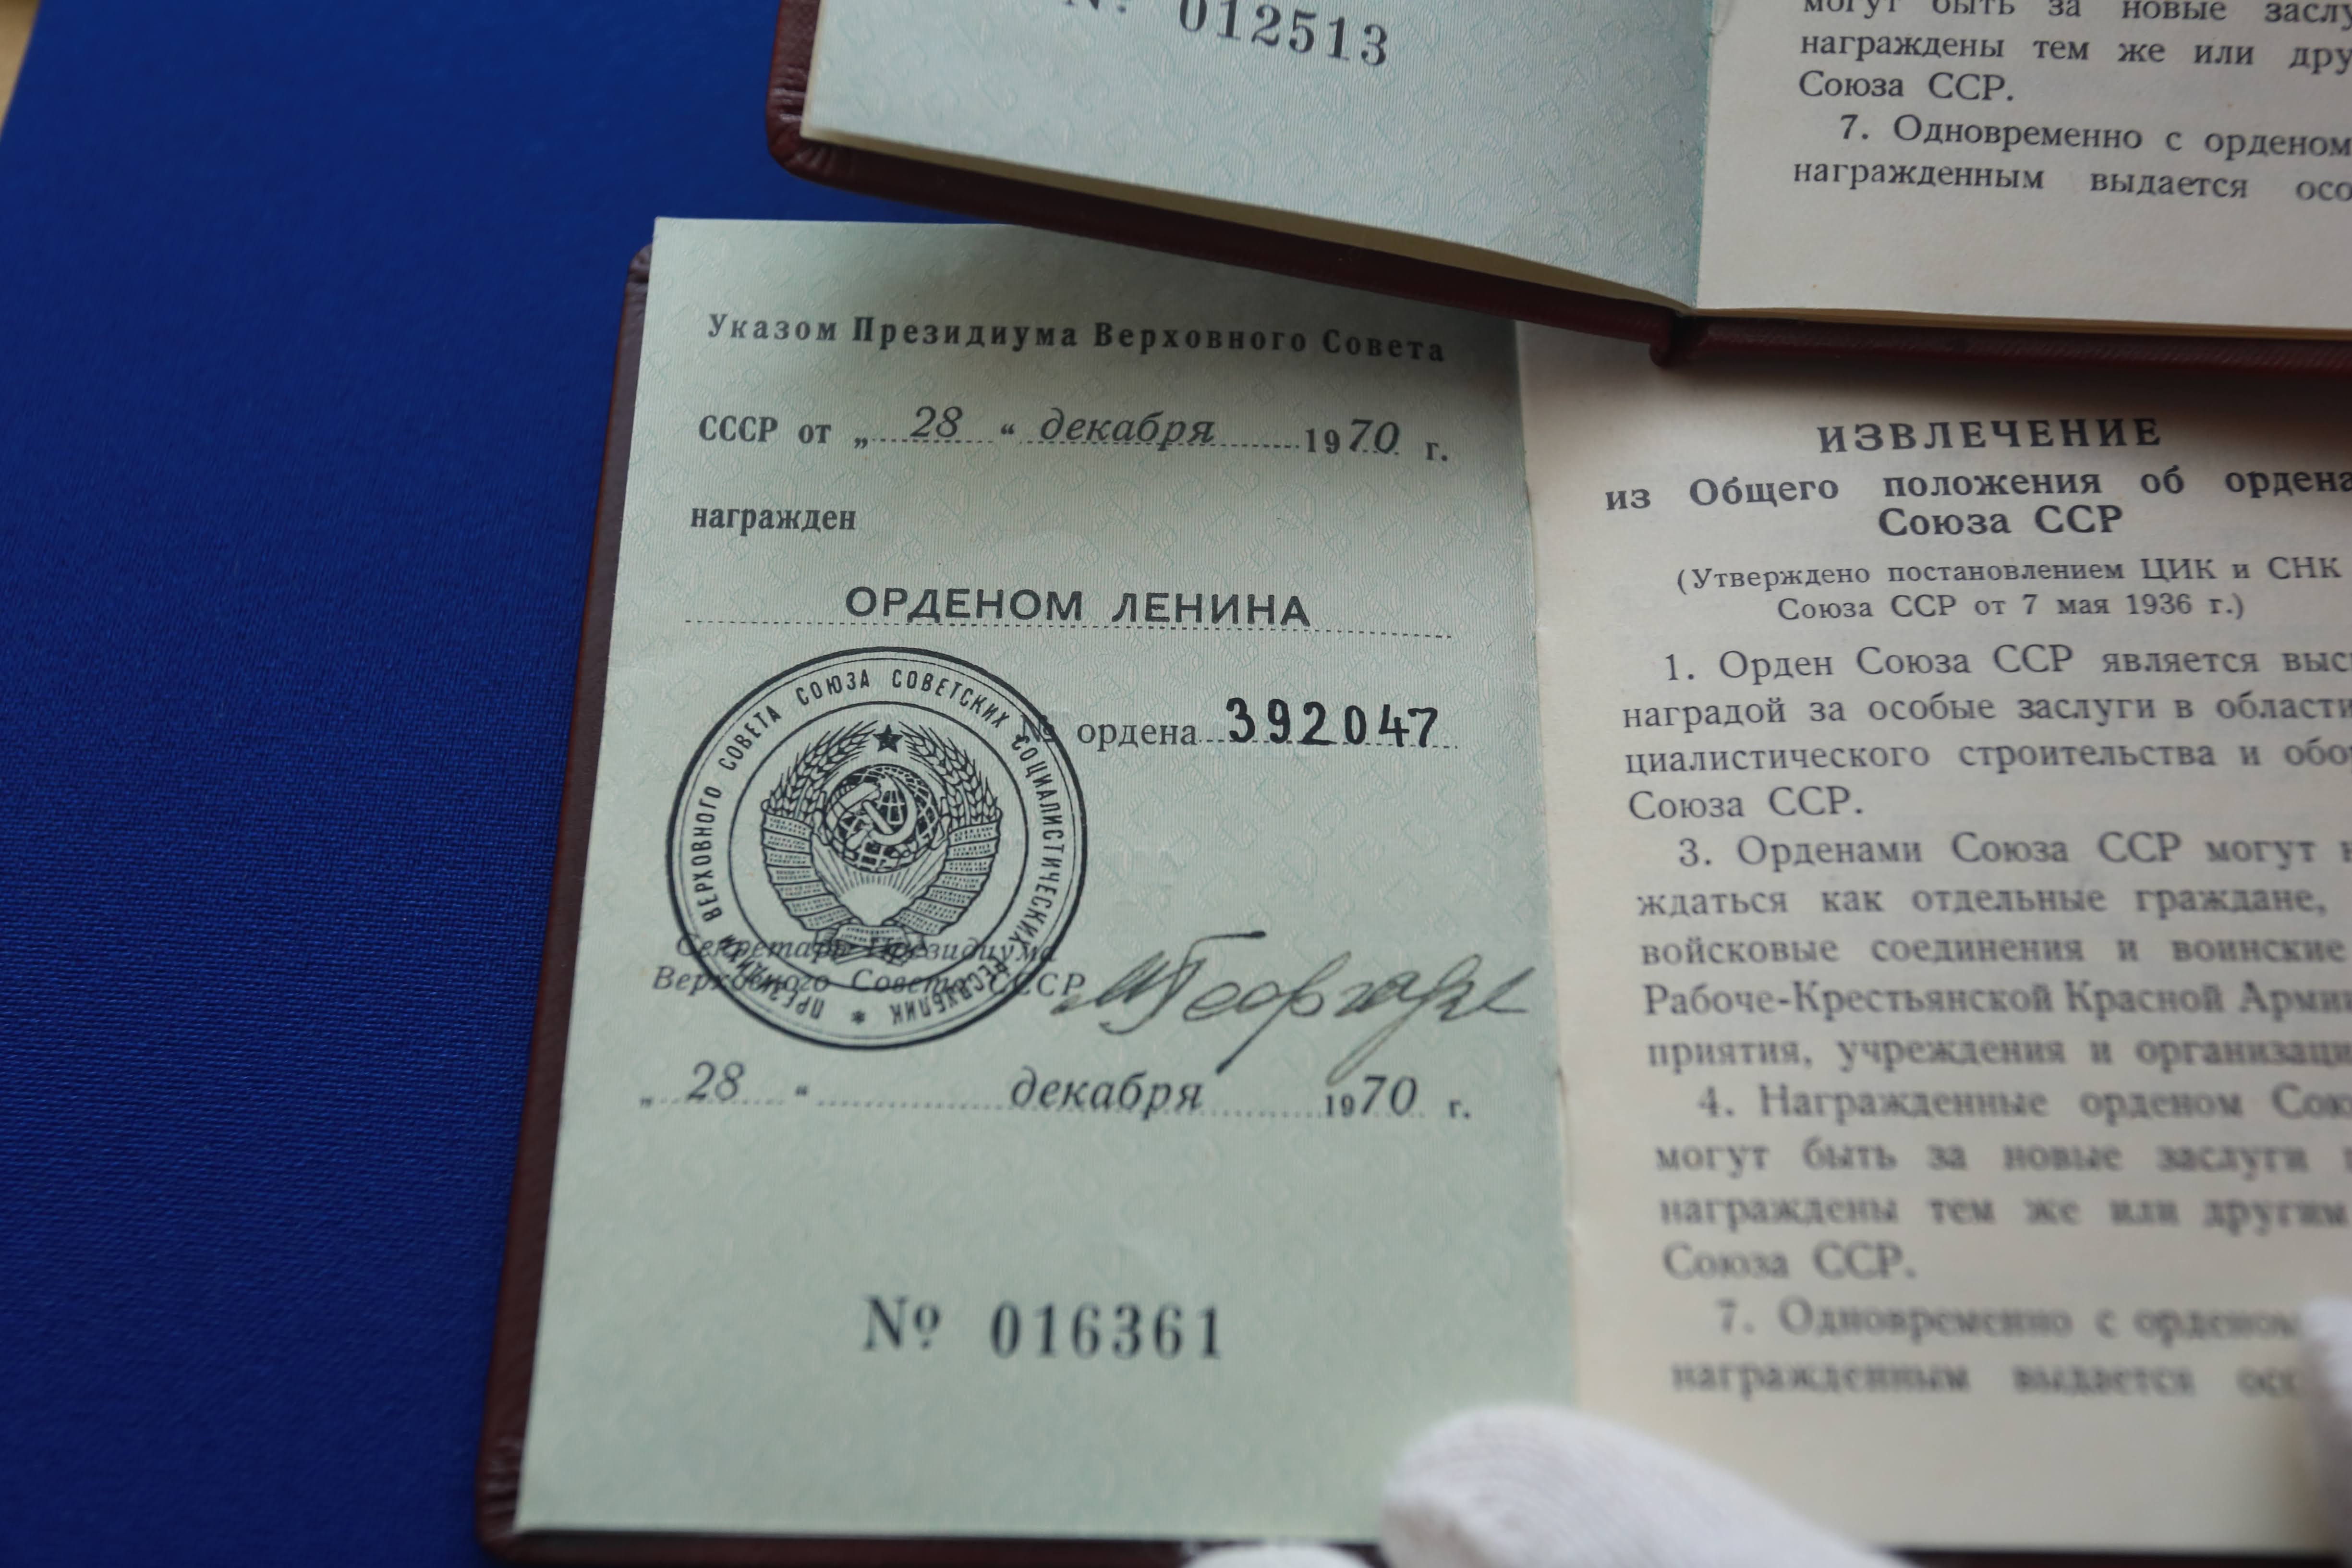 № 012513
могут быть за новые
награждены тем же или
Союза ССР.
7. Одновременно с орденом
награжденным выдается
Указом Президиума Верховного Совета
СССР от „ 28 “ декабря 1970 г.
награжден
ОРДЕНОМ ЛЕНИНА
№ ордена 392047
ПРЕЗИДИУМ ВЕРХОВНОГО СОВЕТА СОЮЗА СОВЕТСКИХ СОЦИАЛИСТИЧЕСКИХ РЕСПУБЛИК *
Секретарь Президиума
Верховного Совета СССР
„ 28 “ декабря 1970 г.
№ 016361
ИЗВЛЕЧЕНИЕ
из Общего положения об ордена
Союза ССР
(Утверждено постановлением ЦИК и СНК
Союза ССР от 7 мая 1936 г.)
1. Орден Союза ССР является выс
наградой за особые заслуги в области
циалистического строительства и обо
Союза ССР.
3. Орденами Союза ССР могут н
ждаться как отдельные граждане,
войсковые соединения и воинские
Рабоче-Крестьянской Красной Арми
приятия, учреждения и организаци
4. Награжденные орденом Сою
могут быть за новые заслуги
награждены тем же или другим
Союза ССР.
7. Одновременно с орденом
награжденным выдается осо